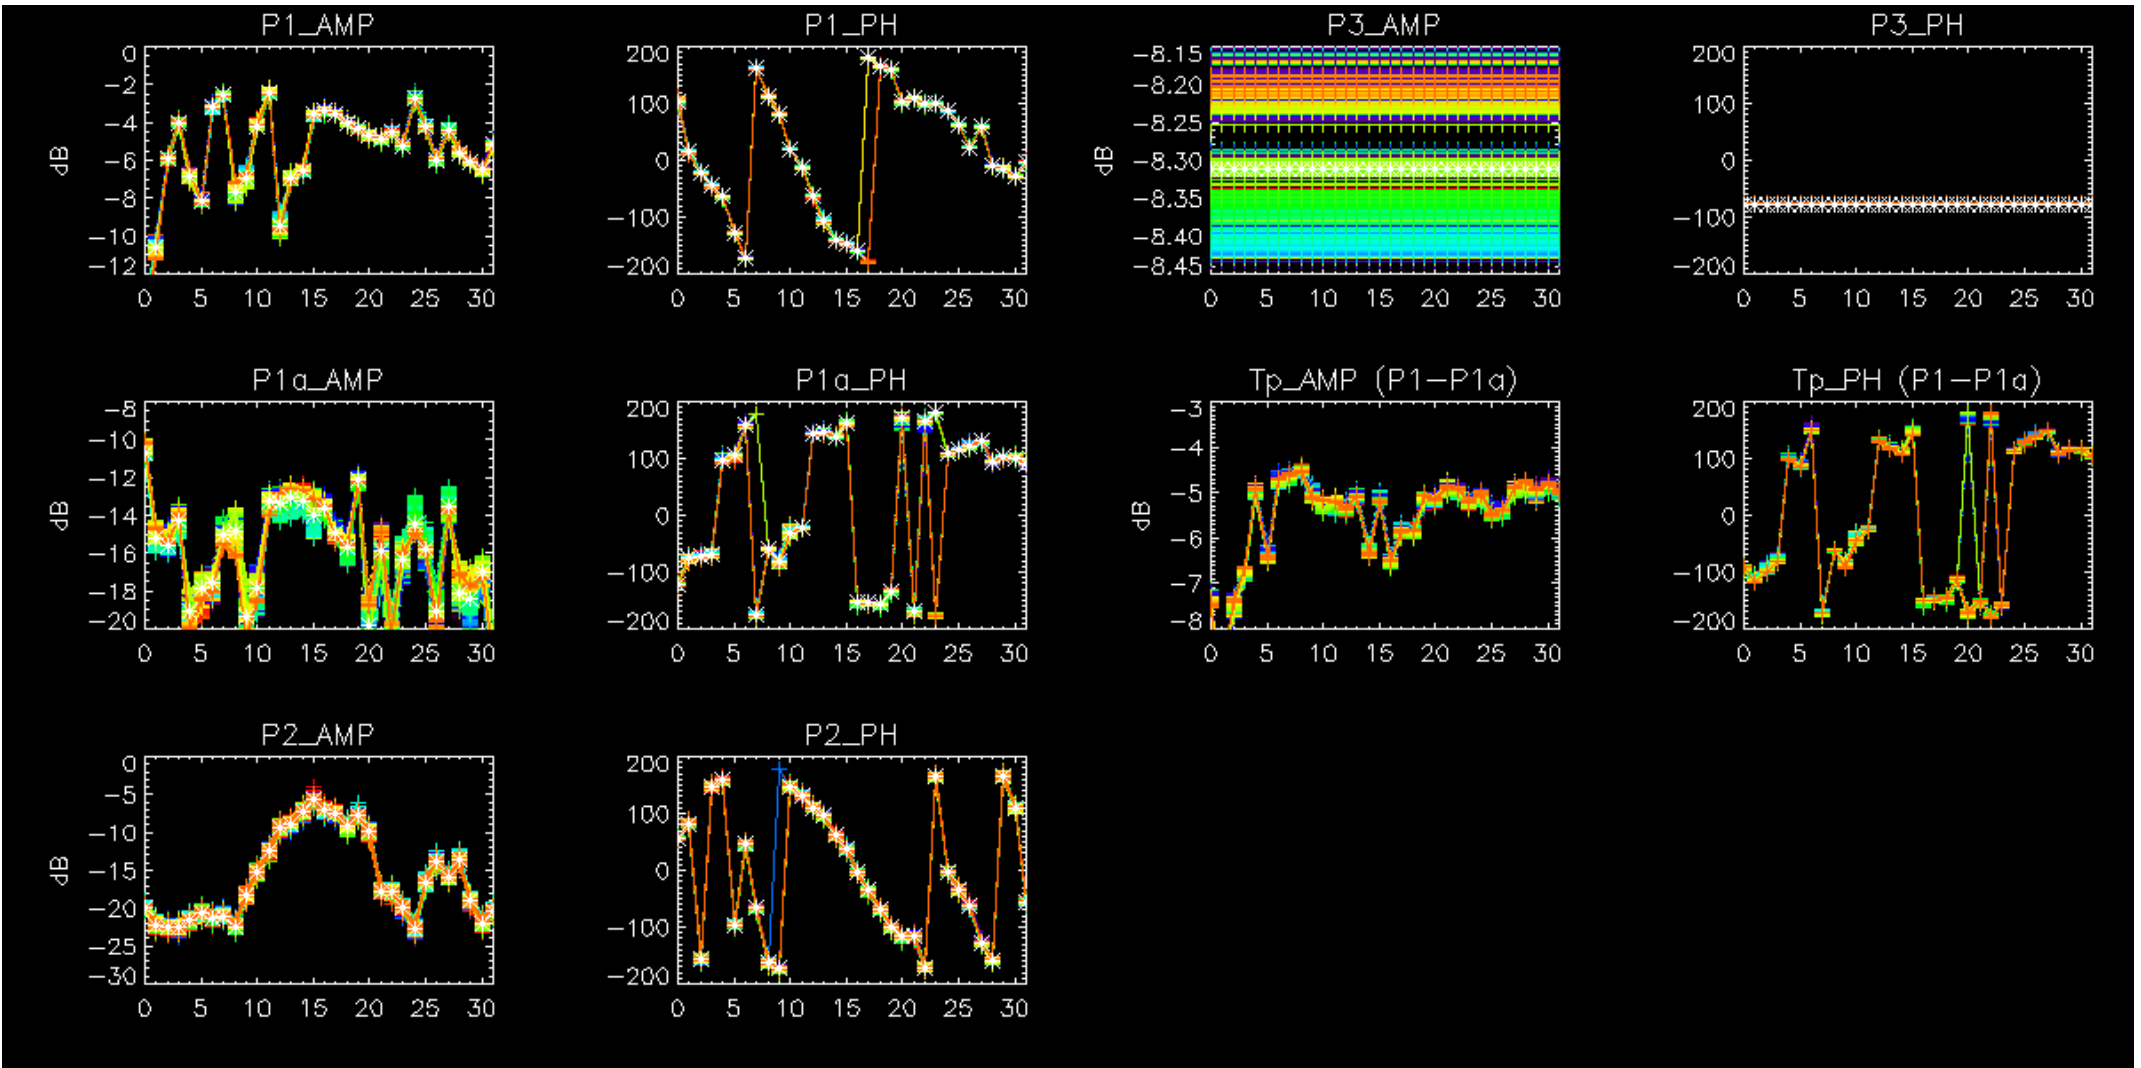 P1_AMP P1_PH P3_AMP P3_PH
0 200 -8.15 200
-2 -8.20
-4 100 -8.25 100
dB -6 0 dB -8.30 0
-8 -8.35
-10 -100 -8.40 -100
-12 -200 -8.45 -200
0 5 10 15 20 25 30 0 5 10 15 20 25 30 0 5 10 15 20 25 30 0 5 10 15 20 25 30
P1a_AMP P1a_PH Tp_AMP (P1-P1a) Tp_PH (P1-P1a)
-8 200 -3 200
-10 100 -4 100
-12
dB -14 0 dB -5 0
-16 -6
-18 -100 -7 -100
-20 -200 -8 -200
0 5 10 15 20 25 30 0 5 10 15 20 25 30 0 5 10 15 20 25 30 0 5 10 15 20 25 30
P2_AMP P2_PH
0 200
-5 100
-10
dB -15 0
-20 -100
-25
-30 -200
0 5 10 15 20 25 30 0 5 10 15 20 25 30